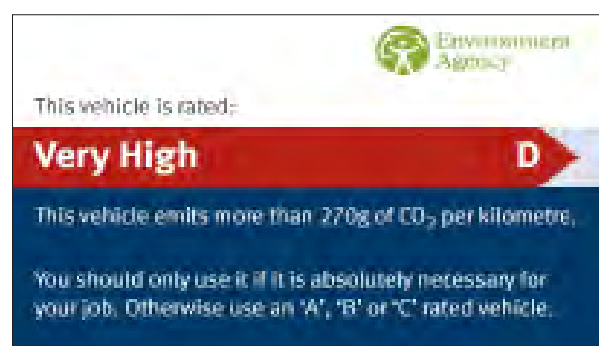 Environment
Agency
This vehicle is rated:
Very High D
This vehicle emits more than 270g of CO₂ per kilometre.
You should only use it if it is absolutely necessary for
your job. Otherwise use an ‘A’, ‘B’ or ‘C’ rated vehicle.